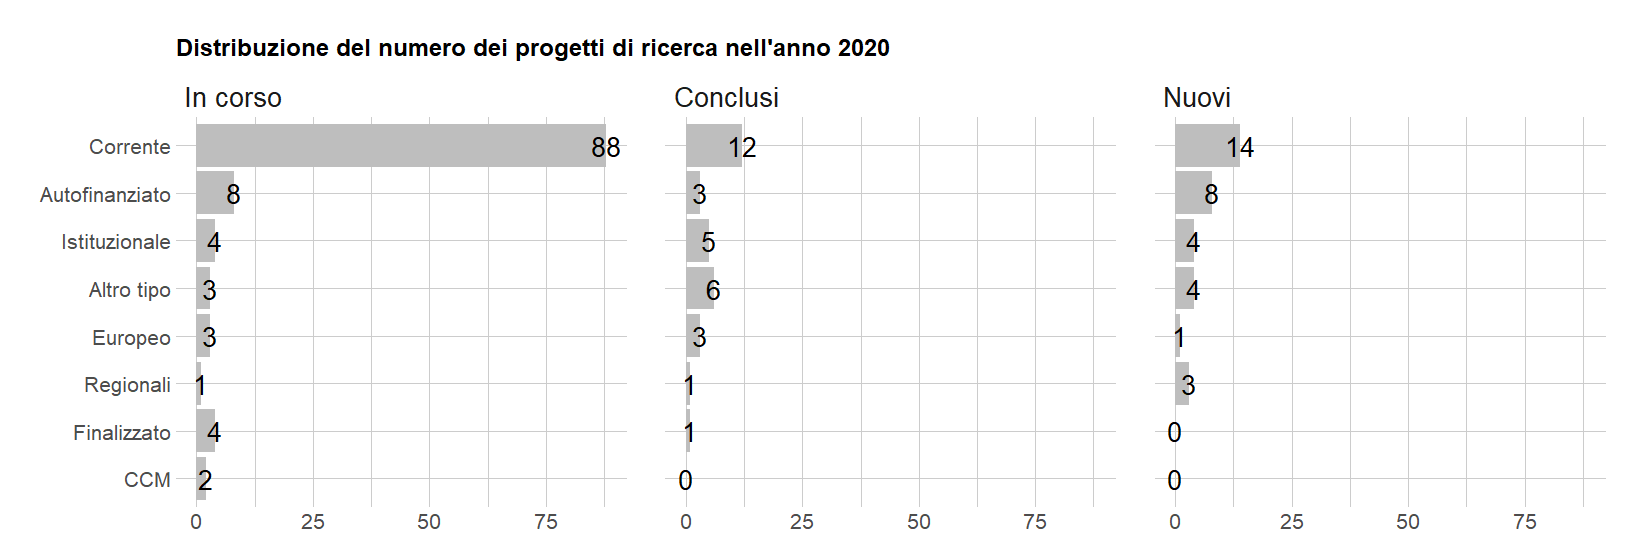 Distribuzione del numero dei progetti di ricerca nell'anno 2020
In corso Conclusi Nuovi
Corrente 88 12 14
Autofinanziato 8 3 8
Istituzionale 4 5 4
Altro tipo 3 6 4
Europeo 3 3 1
Regionali 1 1 3
Finalizzato 4 1 0
CCM 2 0 0
0 25 50 75 0 25 50 75 0 25 50 75